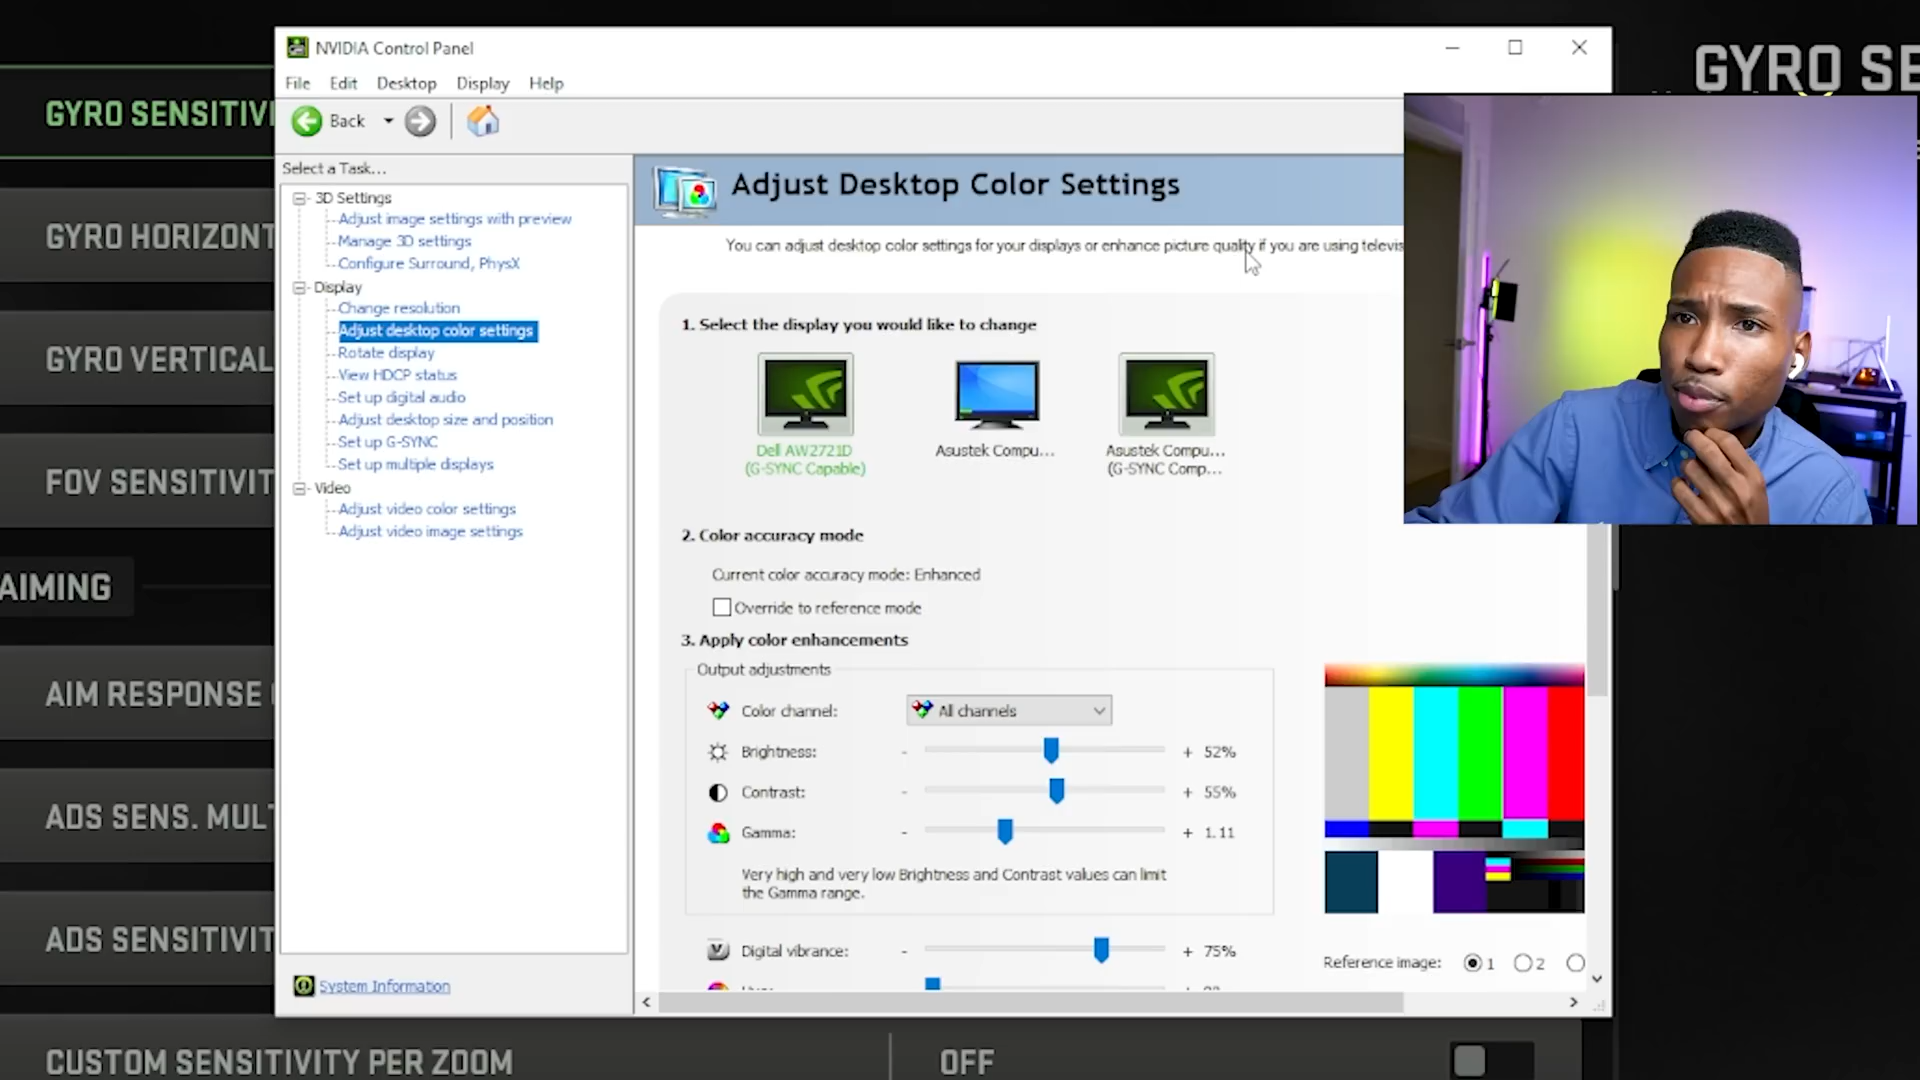 GYRO SE
GYRO SENSITIVI
GYRO HORIZONT
GYRO VERTICAL
FOV SENSITIVIT
AIMING
AIM RESPONSE
ADS SENS. MULT
ADS SENSITIVIT
CUSTOM SENSITIVITY PER ZOOM
OFF
NVIDIA Control Panel
File Edit Desktop Display Help
Back
Select a Task...
3D Settings
Adjust image settings with preview
Manage 3D settings
Configure Surround, PhysX
Display
Change resolution
Adjust desktop color settings
Rotate display
View HDCP status
Set up digital audio
Adjust desktop size and position
Set up G-SYNC
Set up multiple displays
Video
Adjust video color settings
Adjust video image settings
System Information
Adjust Desktop Color Settings
You can adjust desktop color settings for your displays or enhance picture quality if you are using televis
1. Select the display you would like to change
Dell AW2721D
(G-SYNC Capable)
Asustek Compu...
Asustek Compu...
(G-SYNC Comp...
2. Color accuracy mode
Current color accuracy mode: Enhanced
Override to reference mode
3. Apply color enhancements
Output adjustments
Color channel: All channels
Brightness: - + 52%
Contrast: - + 55%
Gamma: - + 1.11
Very high and very low Brightness and Contrast values can limit
the Gamma range.
Digital vibrance: - + 75%
Reference image: 1 2